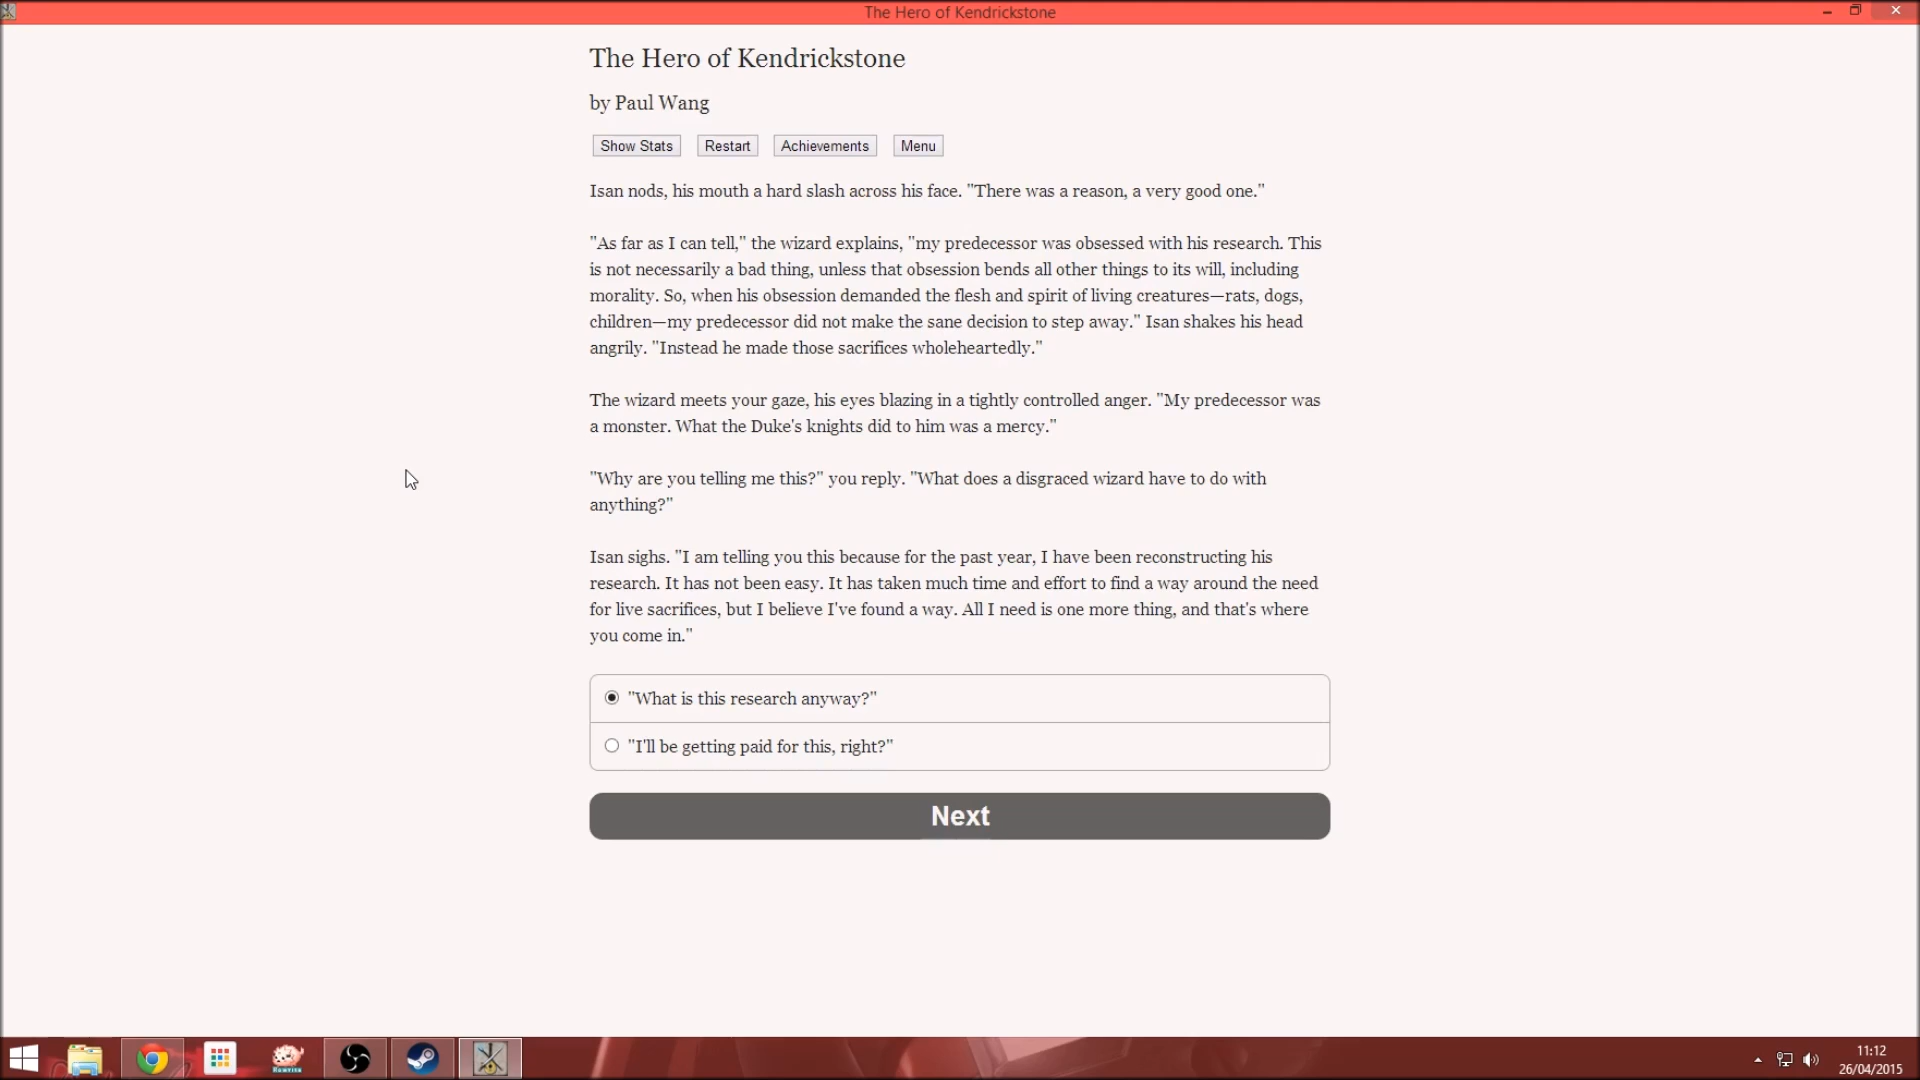 The Hero of Kendrickstone
The Hero of Kendrickstone
by Paul Wang
Show Stats Restart Achievements Menu
Isan nods, his mouth a hard slash across his face. "There was a reason, a very good one."
"As far as I can tell," the wizard explains, "my predecessor was obsessed with his research. This
is not necessarily a bad thing, unless that obsession bends all other things to its will, including
morality. So, when his obsession demanded the flesh and spirit of living creatures—rats, dogs,
children—my predecessor did not make the sane decision to step away." Isan shakes his head
angrily. "Instead he made those sacrifices wholeheartedly."
The wizard meets your gaze, his eyes blazing in a tightly controlled anger. "My predecessor was
a monster. What the Duke's knights did to him was a mercy."
"Why are you telling me this?" you reply. "What does a disgraced wizard have to do with
anything?"
Isan sighs. "I am telling you this because for the past year, I have been reconstructing his
research. It has not been easy. It has taken much time and effort to find a way around the need
for live sacrifices, but I believe I've found a way. All I need is one more thing, and that's where
you come in."
"What is this research anyway?"
"I'll be getting paid for this, right?"
Next
11:12
26/04/2015